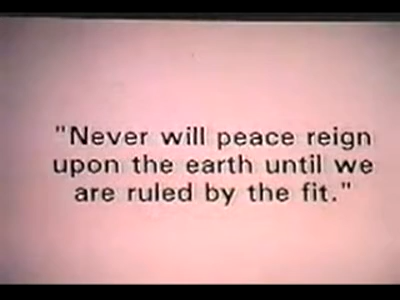 "Never will peace reign
upon the earth until we
are ruled by the fit."